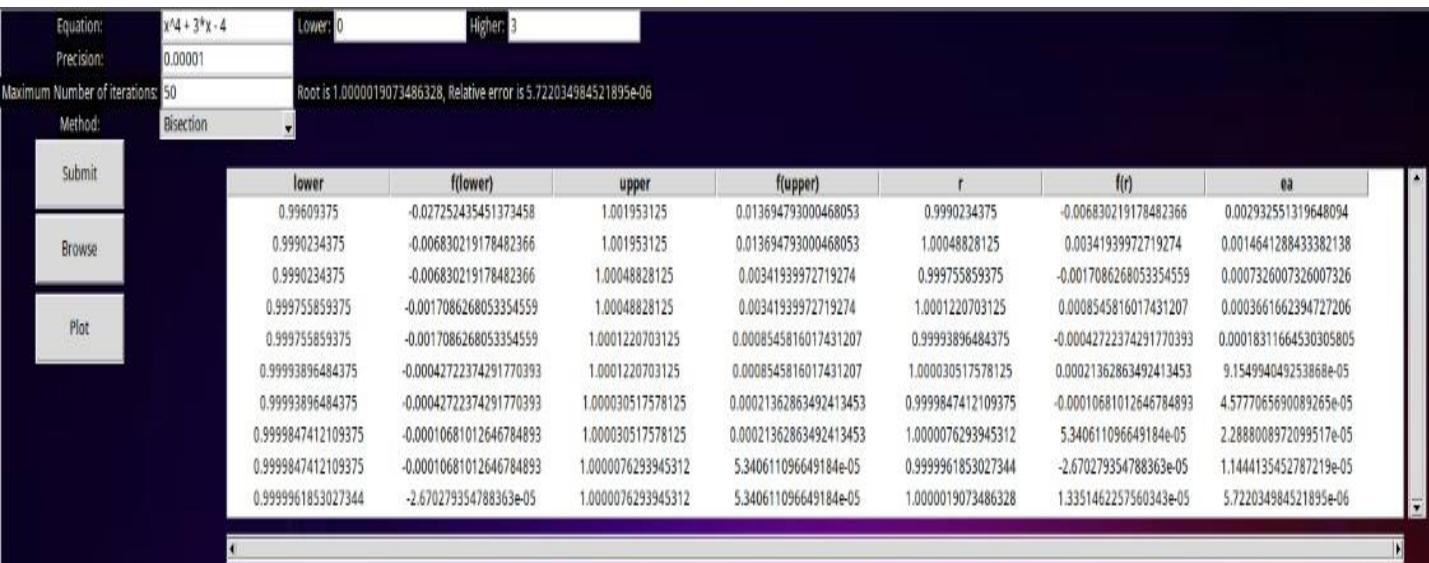 Equation: x^4 + 3*x - 4 Lower: 0 Higher: 3
Precision: 0.00001
Maximum Number of iterations: 50 Root is 1.0000019073486328, Relative error is 5.722034984521895e-06
Method: Bisection
Submit
Browse
Plot
lower f(lower) upper f(upper) r f(r) ea
0.99609375 -0.027252435451373458 1.001953125 0.013694793000468053 0.9990234375 -0.006830219178482366 0.002932551319648094
0.9990234375 -0.006830219178482366 1.001953125 0.013694793000468053 1.00048828125 0.00341939972719274 0.0014641288433382138
0.9990234375 -0.006830219178482366 1.00048828125 0.00341939972719274 0.999755859375 -0.0017086268053354559 0.0007326007326007326
0.999755859375 -0.0017086268053354559 1.00048828125 0.00341939972719274 1.0001220703125 0.0008545816017431207 0.0003661662394727206
0.999755859375 -0.0017086268053354559 1.0001220703125 0.0008545816017431207 0.99993896484375 -0.00042722374291770393 0.00018311664530305805
0.99993896484375 -0.00042722374291770393 1.0001220703125 0.0008545816017431207 1.000030517578125 0.00021362863492413453 9.154994049253868e-05
0.99993896484375 -0.00042722374291770393 1.000030517578125 0.00021362863492413453 0.9999847412109375 -0.00010681012646784893 4.5777065690089265e-05
0.9999847412109375 -0.00010681012646784893 1.000030517578125 0.00021362863492413453 1.0000076293945312 5.340611096649184e-05 2.2888008972099517e-05
0.9999847412109375 -0.00010681012646784893 1.0000076293945312 5.340611096649184e-05 0.9999961853027344 -2.670279354788363e-05 1.1444135452787219e-05
0.9999961853027344 -2.670279354788363e-05 1.0000076293945312 5.340611096649184e-05 1.0000019073486328 1.3351462257560343e-05 5.722034984521895e-06